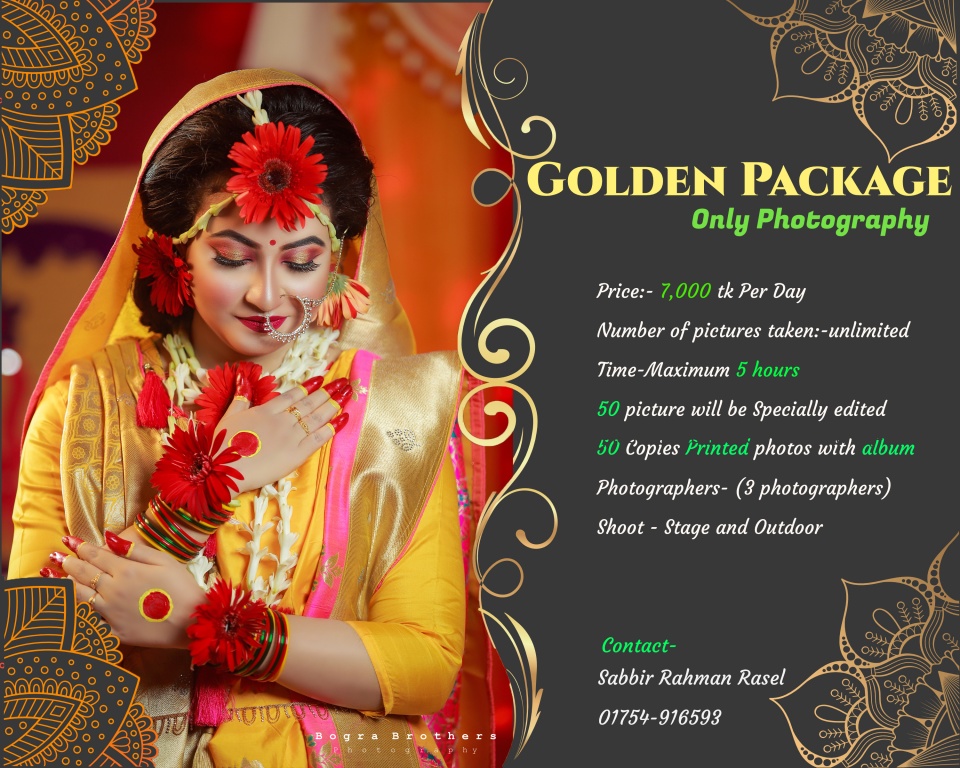 GOLDEN PACKAGE
Only Photography
Price:- 7,000 tk Per Day
Number of pictures taken:-unlimited
Time-Maximum 5 hours
50 picture will be Specially edited
50 Copies Printed photos with album
Photographers- (3 photographers)
Shoot - Stage and Outdoor
Contact-
Sabbir Rahman Rasel
01754-916593
Bogra Brothers
Photography